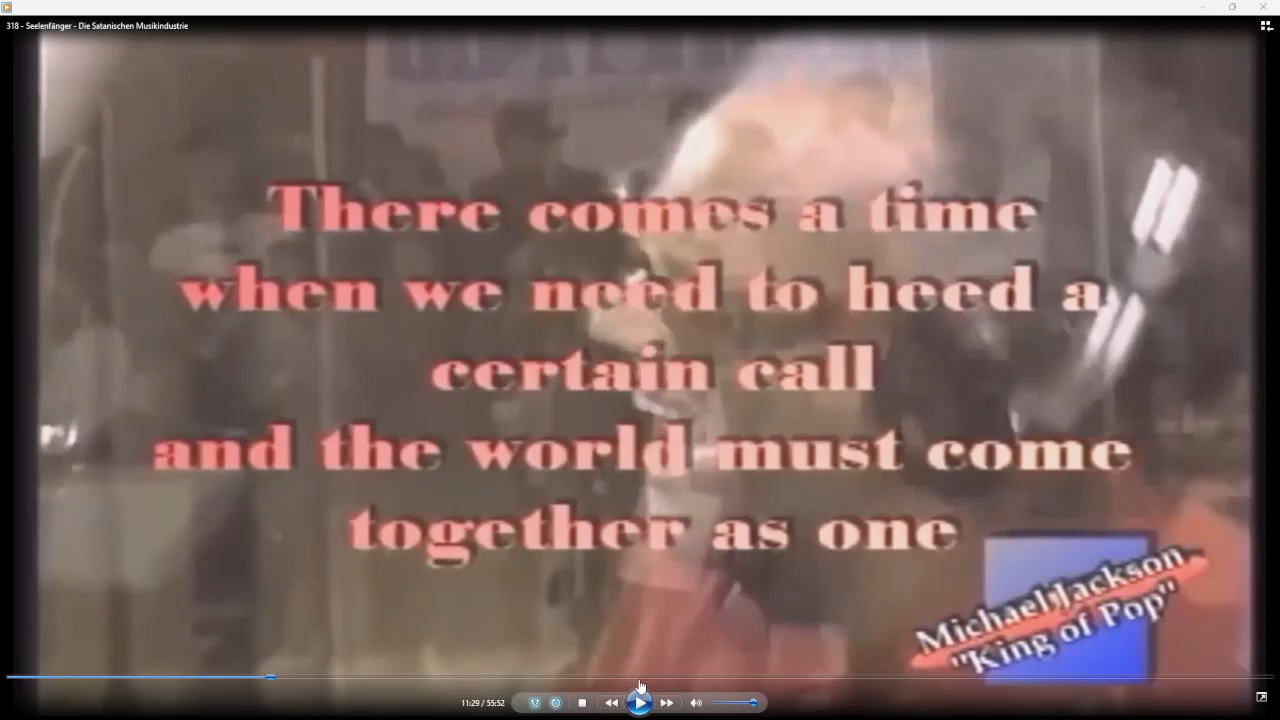 318 - Seelenfänger - Die Satanischen Musikindustrie
There comes a time
when we need to heed a
certain call
and the world must come
together as one
Michael Jackson
"King of Pop"
11:29 / 55:52